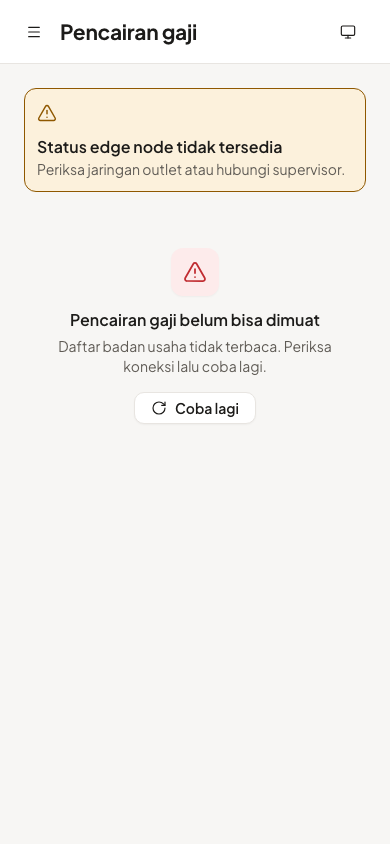 Pencairan gaji
Status edge node tidak tersedia
Periksa jaringan outlet atau hubungi supervisor.
Pencairan gaji belum bisa dimuat
Daftar badan usaha tidak terbaca. Periksa
koneksi lalu coba lagi.
Coba lagi